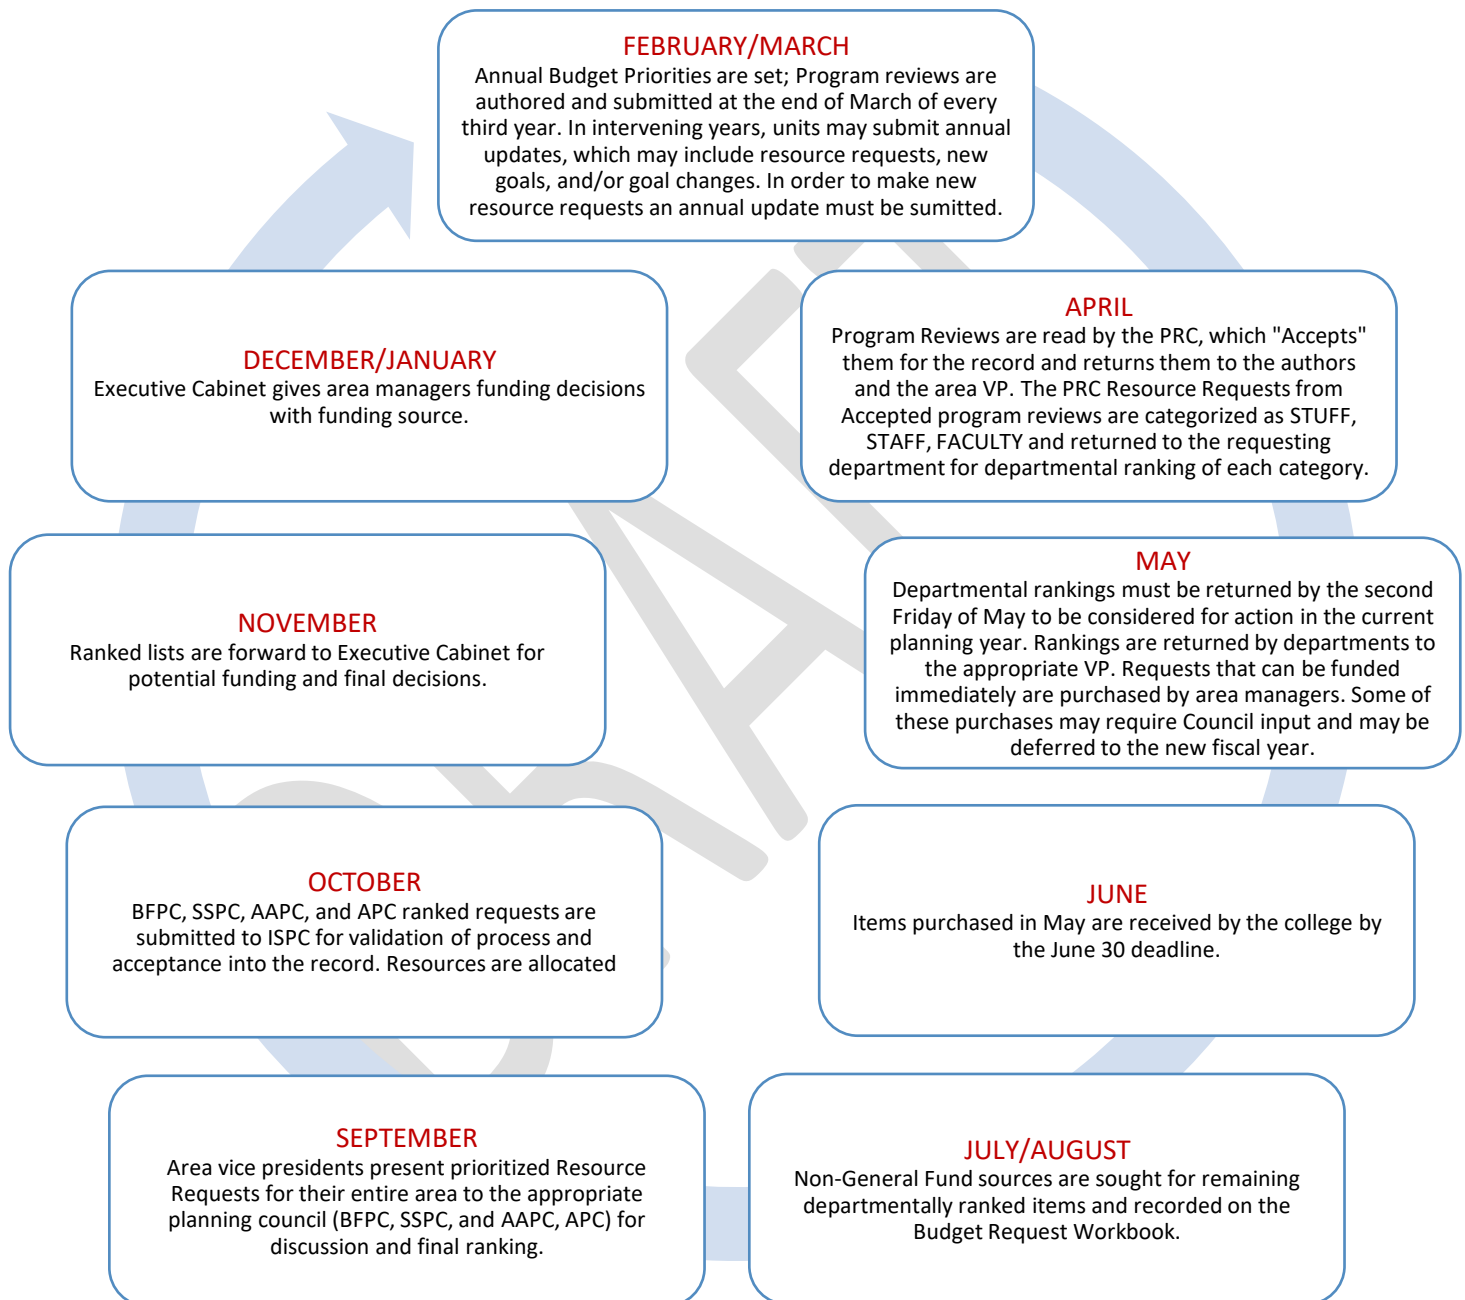 FEBRUARY/MARCH
Annual Budget Priorities are set; Program reviews are
authored and submitted at the end of March of every
third year. In intervening years, units may submit annual
updates, which may include resource requests, new
goals, and/or goal changes. In order to make new
resource requests an annual update must be sumitted.
APRIL
Program Reviews are read by the PRC, which "Accepts"
them for the record and returns them to the authors
and the area VP. The PRC Resource Requests from
Accepted program reviews are categorized as STUFF,
STAFF, FACULTY and returned to the requesting
department for departmental ranking of each category.
MAY
Departmental rankings must be returned by the second
Friday of May to be considered for action in the current
planning year. Rankings are returned by departments to
the appropriate VP. Requests that can be funded
immediately are purchased by area managers. Some of
these purchases may require Council input and may be
deferred to the new fiscal year.
JUNE
Items purchased in May are received by the college by
the June 30 deadline.
JULY/AUGUST
Non-General Fund sources are sought for remaining
departmentally ranked items and recorded on the
Budget Request Workbook.
SEPTEMBER
Area vice presidents present prioritized Resource
Requests for their entire area to the appropriate
planning council (BFPC, SSPC, and AAPC, APC) for
discussion and final ranking.
OCTOBER
BFPC, SSPC, AAPC, and APC ranked requests are
submitted to ISPC for validation of process and
acceptance into the record. Resources are allocated
NOVEMBER
Ranked lists are forward to Executive Cabinet for
potential funding and final decisions.
DECEMBER/JANUARY
Executive Cabinet gives area managers funding decisions
with funding source.
DRAFT